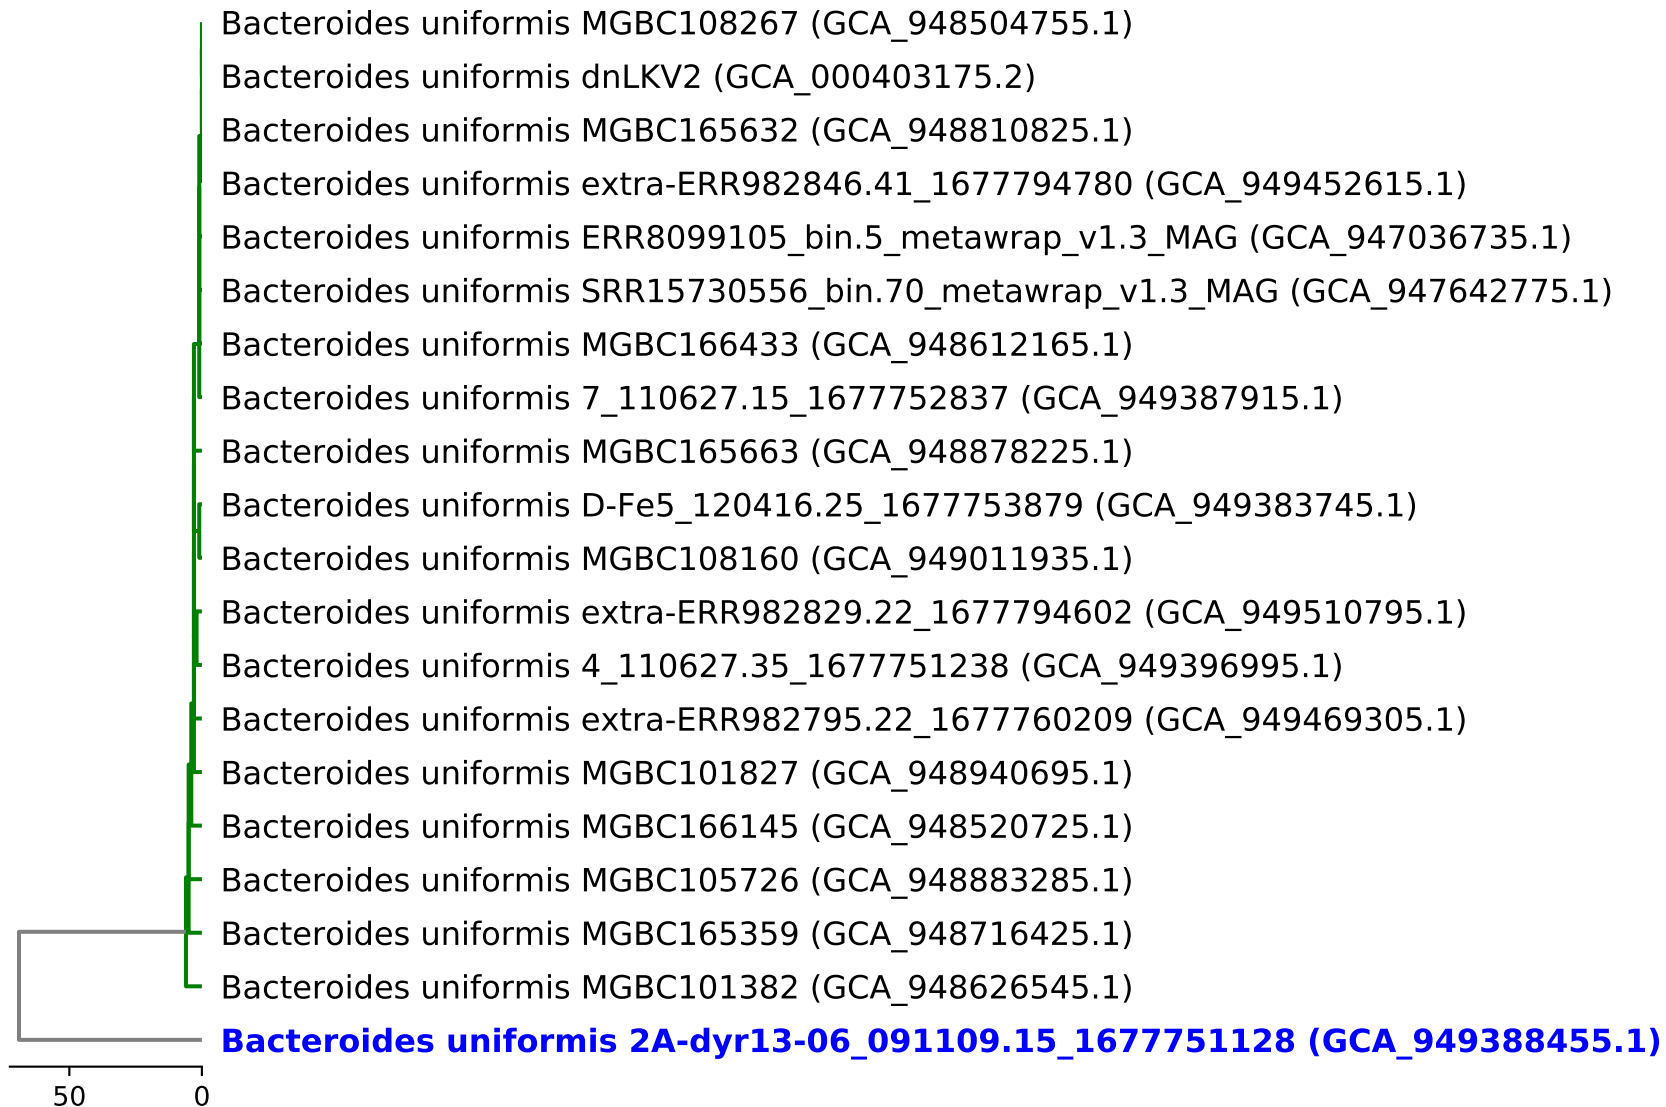 Bacteroides uniformis MGBC108267 (GCA_948504755.1)
Bacteroides uniformis dnLKV2 (GCA_000403175.2)
Bacteroides uniformis MGBC165632 (GCA_948810825.1)
Bacteroides uniformis extra-ERR982846.41_1677794780 (GCA_949452615.1)
Bacteroides uniformis ERR8099105_bin.5_metawrap_v1.3_MAG (GCA_947036735.1)
Bacteroides uniformis SRR15730556_bin.70_metawrap_v1.3_MAG (GCA_947642775.1)
Bacteroides uniformis MGBC166433 (GCA_948612165.1)
Bacteroides uniformis 7_110627.15_1677752837 (GCA_949387915.1)
Bacteroides uniformis MGBC165663 (GCA_948878225.1)
Bacteroides uniformis D-Fe5_120416.25_1677753879 (GCA_949383745.1)
Bacteroides uniformis MGBC108160 (GCA_949011935.1)
Bacteroides uniformis extra-ERR982829.22_1677794602 (GCA_949510795.1)
Bacteroides uniformis 4_110627.35_1677751238 (GCA_949396995.1)
Bacteroides uniformis extra-ERR982795.22_1677760209 (GCA_949469305.1)
Bacteroides uniformis MGBC101827 (GCA_948940695.1)
Bacteroides uniformis MGBC166145 (GCA_948520725.1)
Bacteroides uniformis MGBC105726 (GCA_948883285.1)
Bacteroides uniformis MGBC165359 (GCA_948716425.1)
Bacteroides uniformis MGBC101382 (GCA_948626545.1)
Bacteroides uniformis 2A-dyr13-06_091109.15_1677751128 (GCA_949388455.1)
50 0